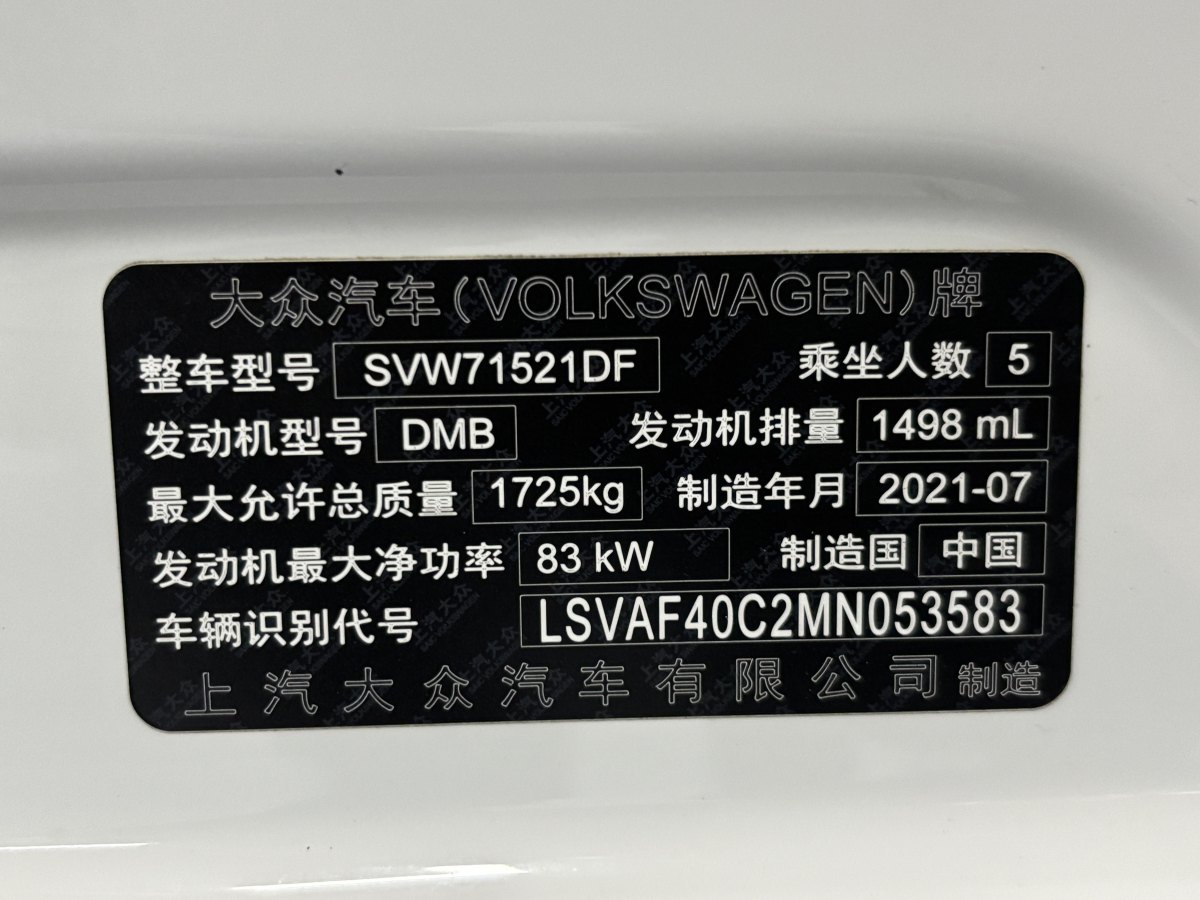 大众汽车(VOLKSWAGEN)牌
整车型号 SVW71521DF 乘坐人数 5
发动机型号 DMB 发动机排量 1498 mL
最大允许总质量 1725kg 制造年月 2021-07
发动机最大净功率 83 kW 制造国 中国
车辆识别代号 LSVAF40C2MN053583
上汽大众汽车有限公司 制造